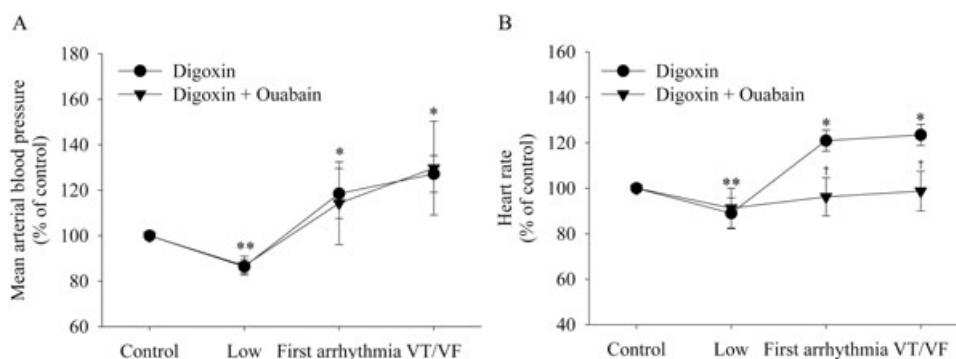 A
180
160
140
120
100
80
60
Mean arterial blood pressure
(% of control)
Digoxin
Digoxin + Ouabain
**
*
*
Control
Low
First arrhythmia
VT/VF
B
160
140
120
100
80
60
40
Heart rate
(% of control)
Digoxin
Digoxin + Ouabain
**
*
*
†
†
Control
Low
First arrhythmia
VT/VF